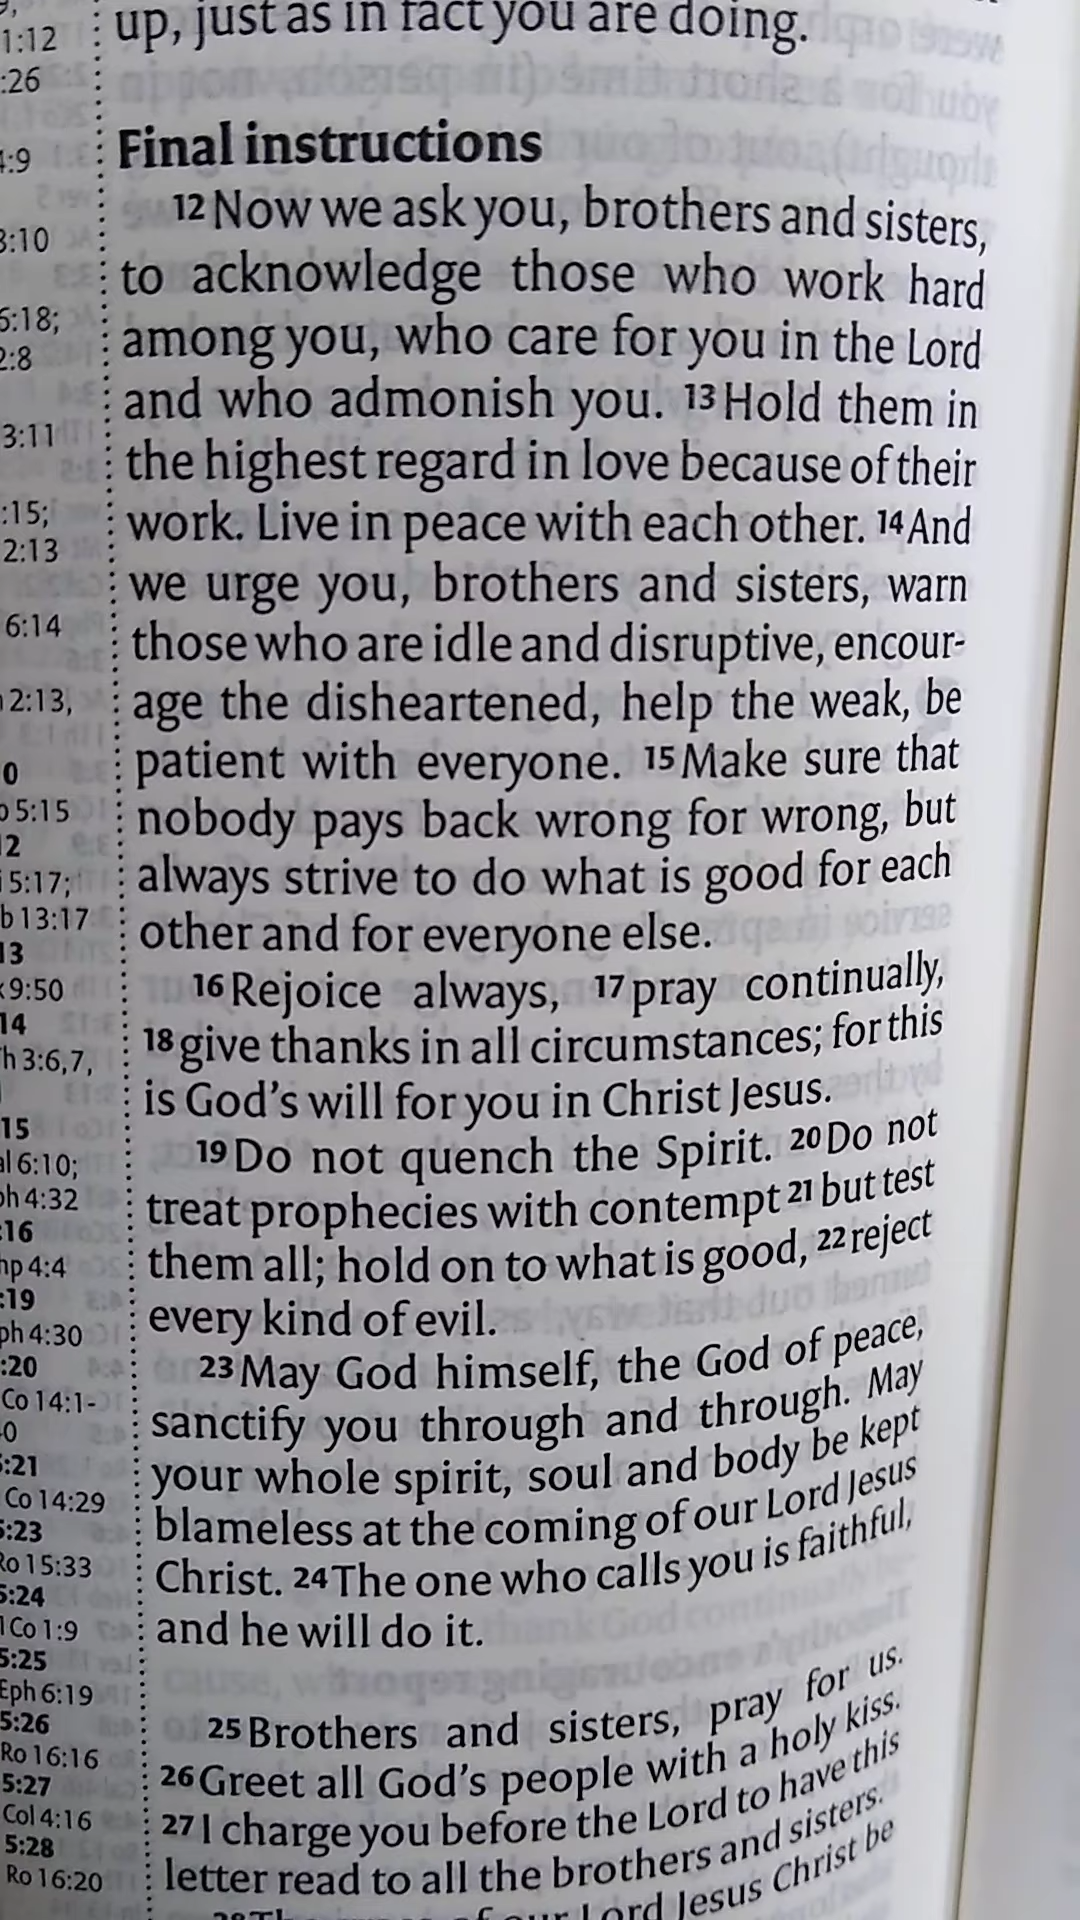 up, just as in fact you are doing.
Final instructions
12 Now we ask you, brothers and sisters,
to acknowledge those who work hard
among you, who care for you in the Lord
and who admonish you. 13 Hold them in
the highest regard in love because of their
work. Live in peace with each other. 14 And
we urge you, brothers and sisters, warn
those who are idle and disruptive, encour-
age the disheartened, help the weak, be
patient with everyone. 15 Make sure that
nobody pays back wrong for wrong, but
always strive to do what is good for each
other and for everyone else.
16 Rejoice always, 17 pray continually,
18 give thanks in all circumstances; for this
is God's will for you in Christ Jesus.
19 Do not quench the Spirit. 20 Do not
treat prophecies with contempt 21 but test
them all; hold on to what is good, 22 reject
every kind of evil.
23 May God himself, the God of peace,
sanctify you through and through. May
your whole spirit, soul and body be kept
blameless at the coming of our Lord Jesus
Christ. 24 The one who calls you is faithful,
and he will do it.
25 Brothers and sisters, pray for us.
26 Greet all God's people with a holy kiss.
27 I charge you before the Lord to have this
letter read to all the brothers and sisters.
of our Lord Jesus Christ be
1:12
:26
:9
3:10
6:18;
2:8
3:11
:15;
2:13
6:14
2:13,
0
5:15
12
5:17;
b 13:17
13
9:50
14
h 3:6,7,
15
al 6:10;
ph 4:32
:16
hp 4:4
:19
ph 4:30
:20
Co 14:1-
0
5:21
Co 14:29
5:23
Ro 15:33
5:24
1Co 1:9
5:25
Eph 6:19
5:26
Ro 16:16
5:27
Col 4:16
5:28
Ro 16:20